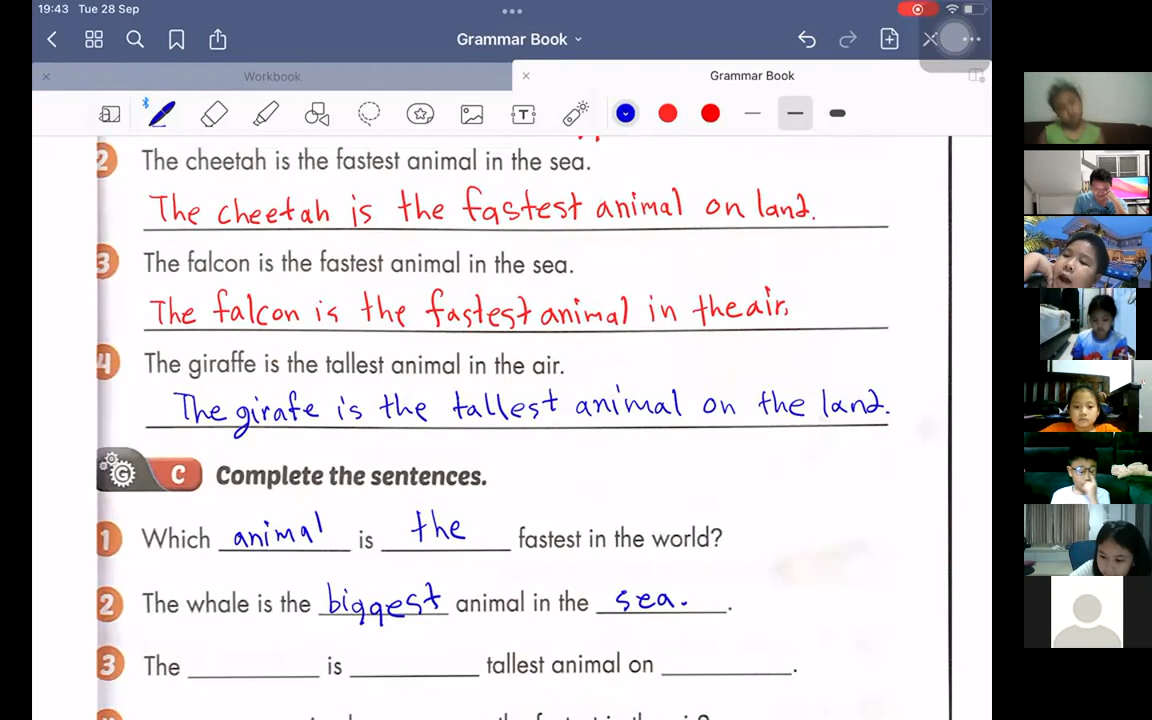 19:43 Tue 28 Sep
Grammar Book
Workbook
Grammar Book
2 The cheetah is the fastest animal in the sea.
The cheetah is the fastest animal on land.
3 The falcon is the fastest animal in the sea.
The falcon is the fastest animal in the air.
4 The giraffe is the tallest animal in the air.
The girafe is the tallest animal on the land.
G C Complete the sentences.
1 Which animal is the fastest in the world?
2 The whale is the biggest animal in the sea. .
3 The ____ is ____ tallest animal on ____.